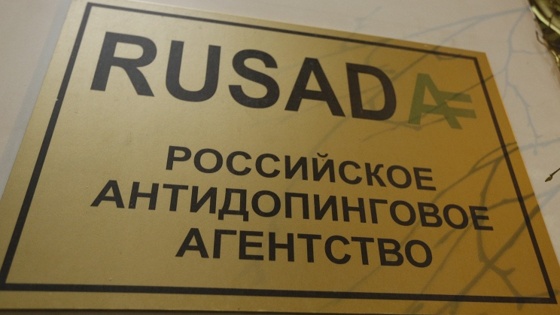 RUSADA
РОССИЙСКОЕ
АНТИДОПИНГОВОЕ
АГЕНТСТВО